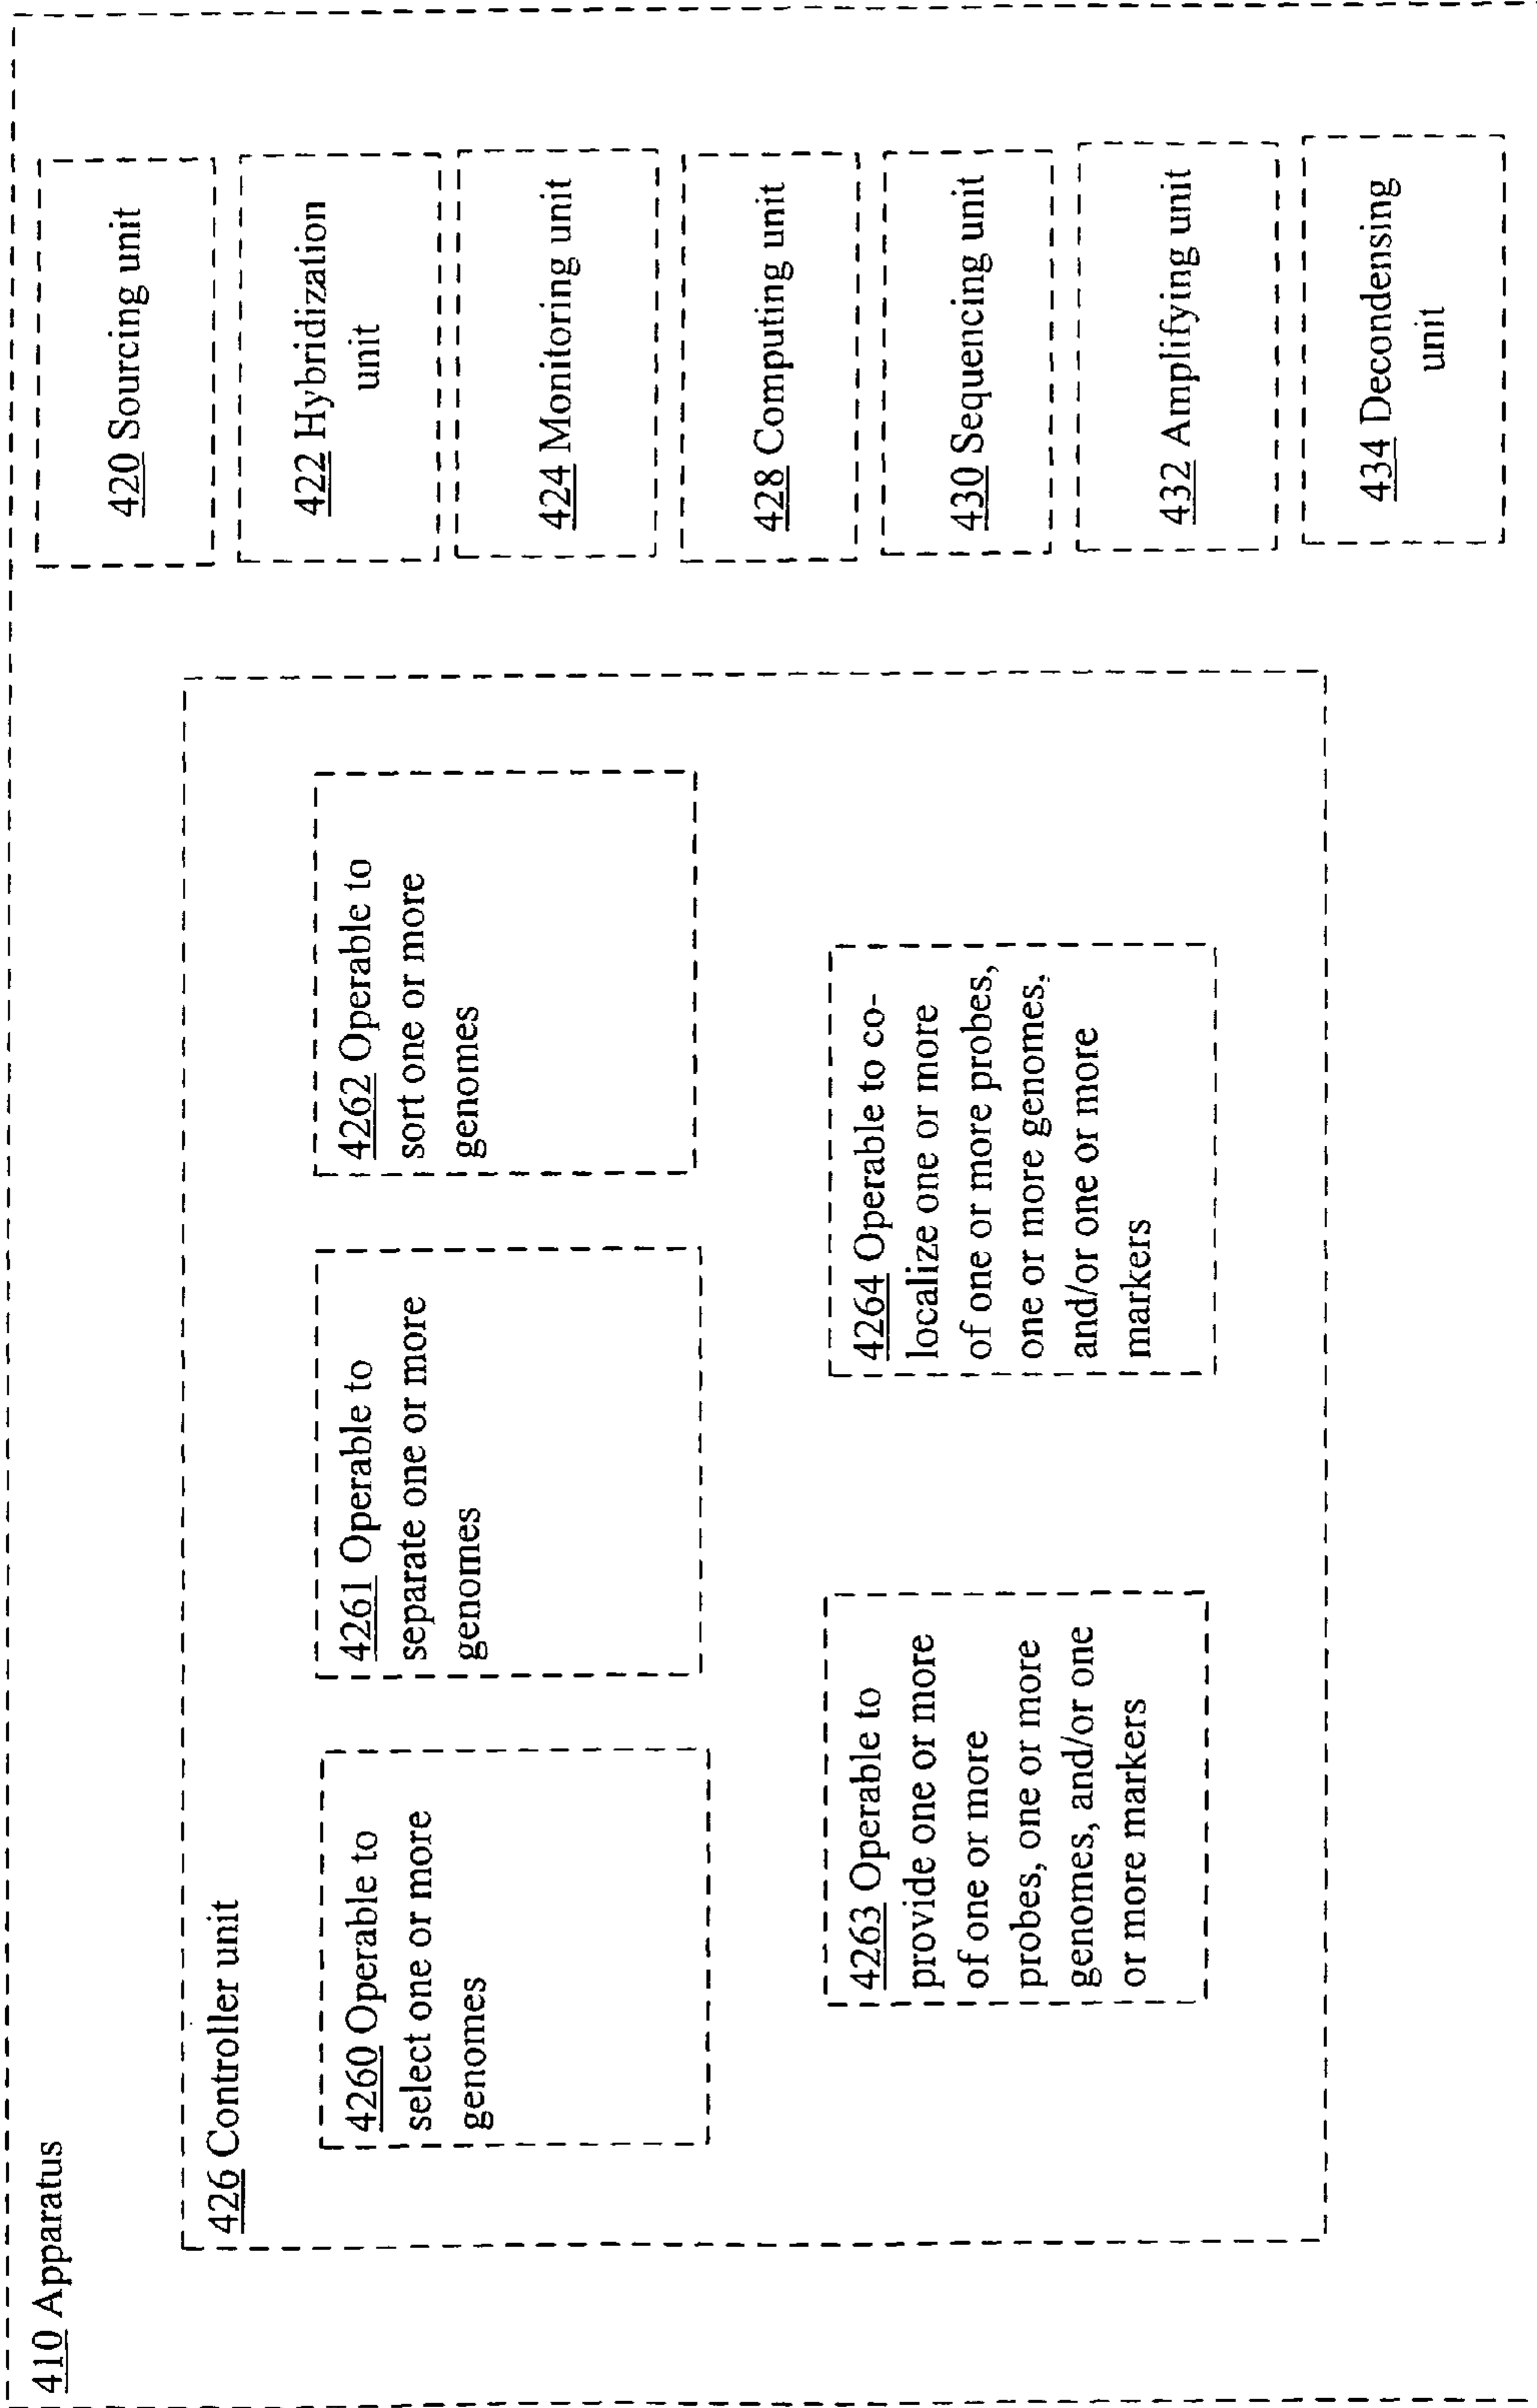 410 Apparatus
426 Controller unit
4260 Operable to
select one or more
genomes
4261 Operable to
separate one or more
genomes
4262 Operable to
sort one or more
genomes
4263 Operable to
provide one or more
of one or more
probes, one or more
genomes, and/or one
or more markers
4264 Operable to co-
localize one or more
of one or more probes,
one or more genomes,
and/or one or more
markers
420 Sourcing unit
422 Hybridization
unit
424 Monitoring unit
428 Computing unit
430 Sequencing unit
432 Amplifying unit
434 Decondensing
unit